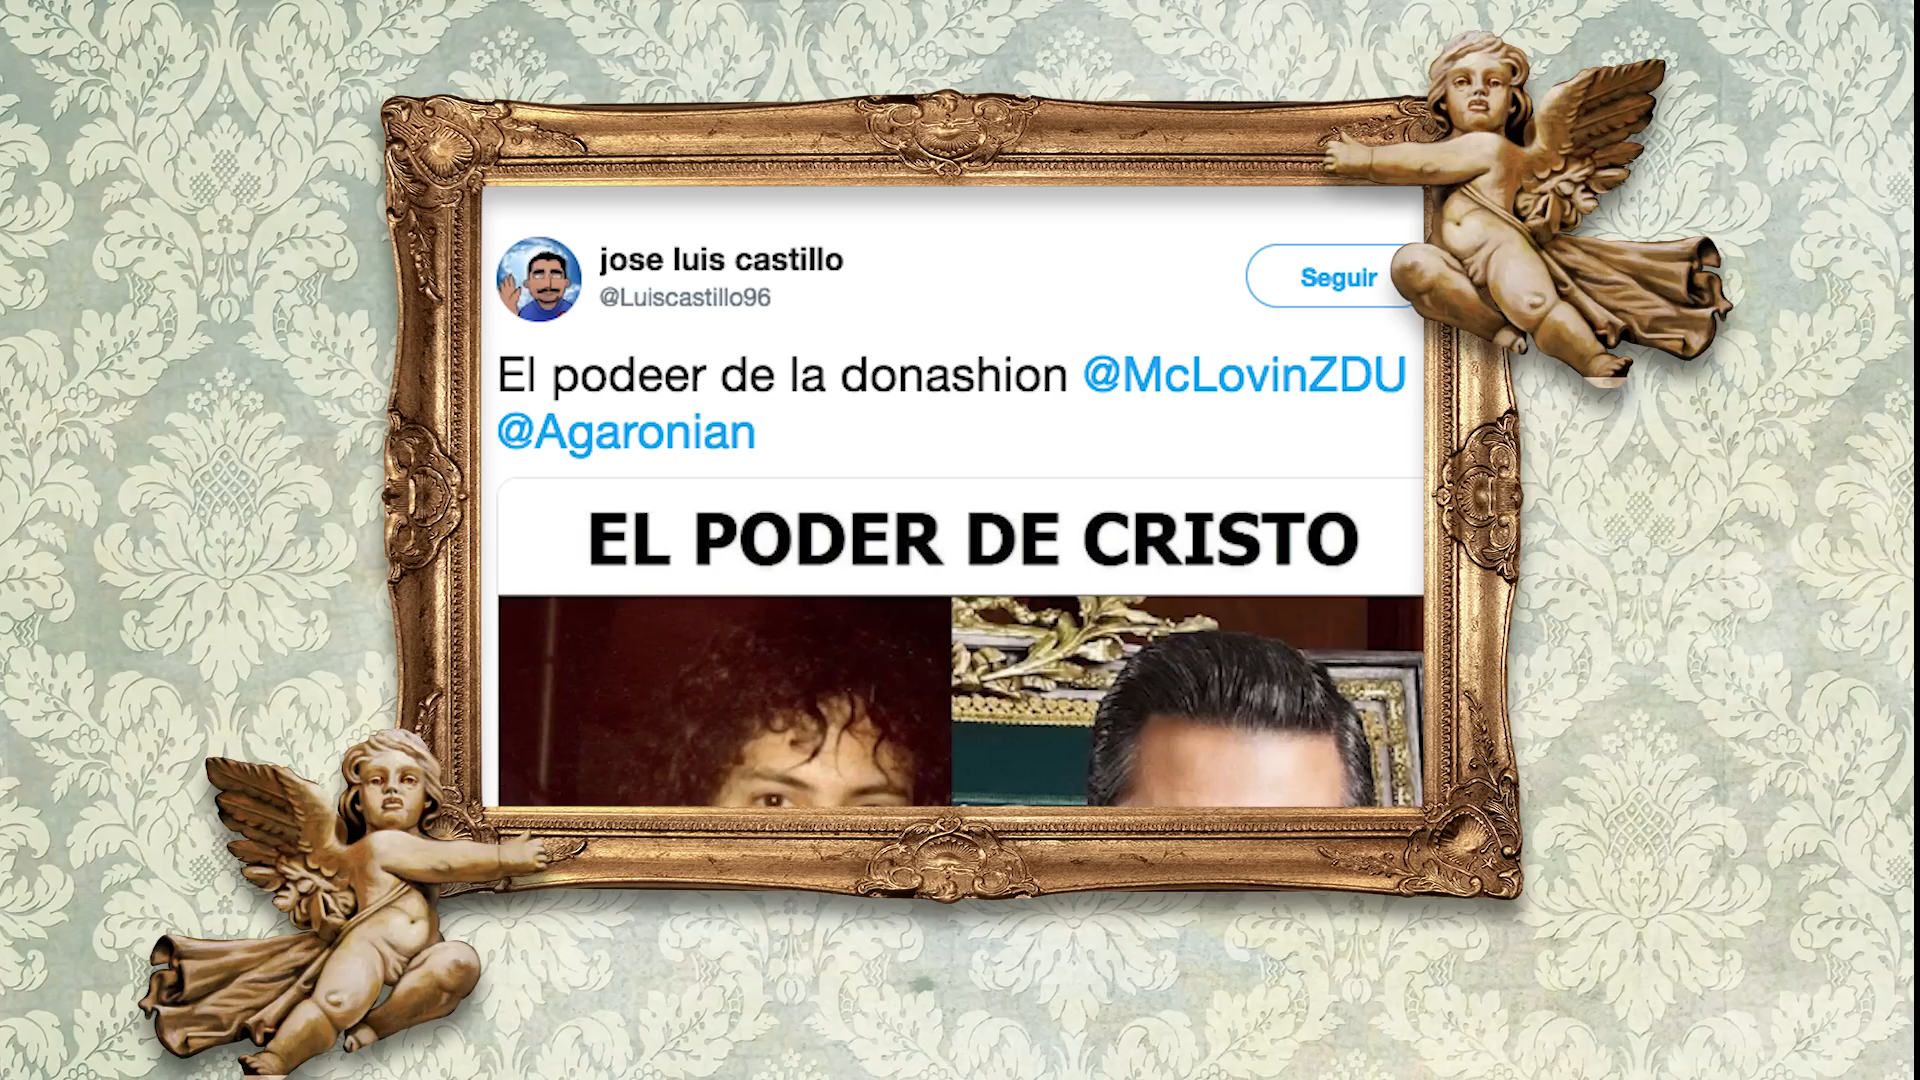 jose luis castillo
@Luiscastillo96
Seguir
El podeer de la donashion @McLovinZDU
@Agaronian
EL PODER DE CRISTO